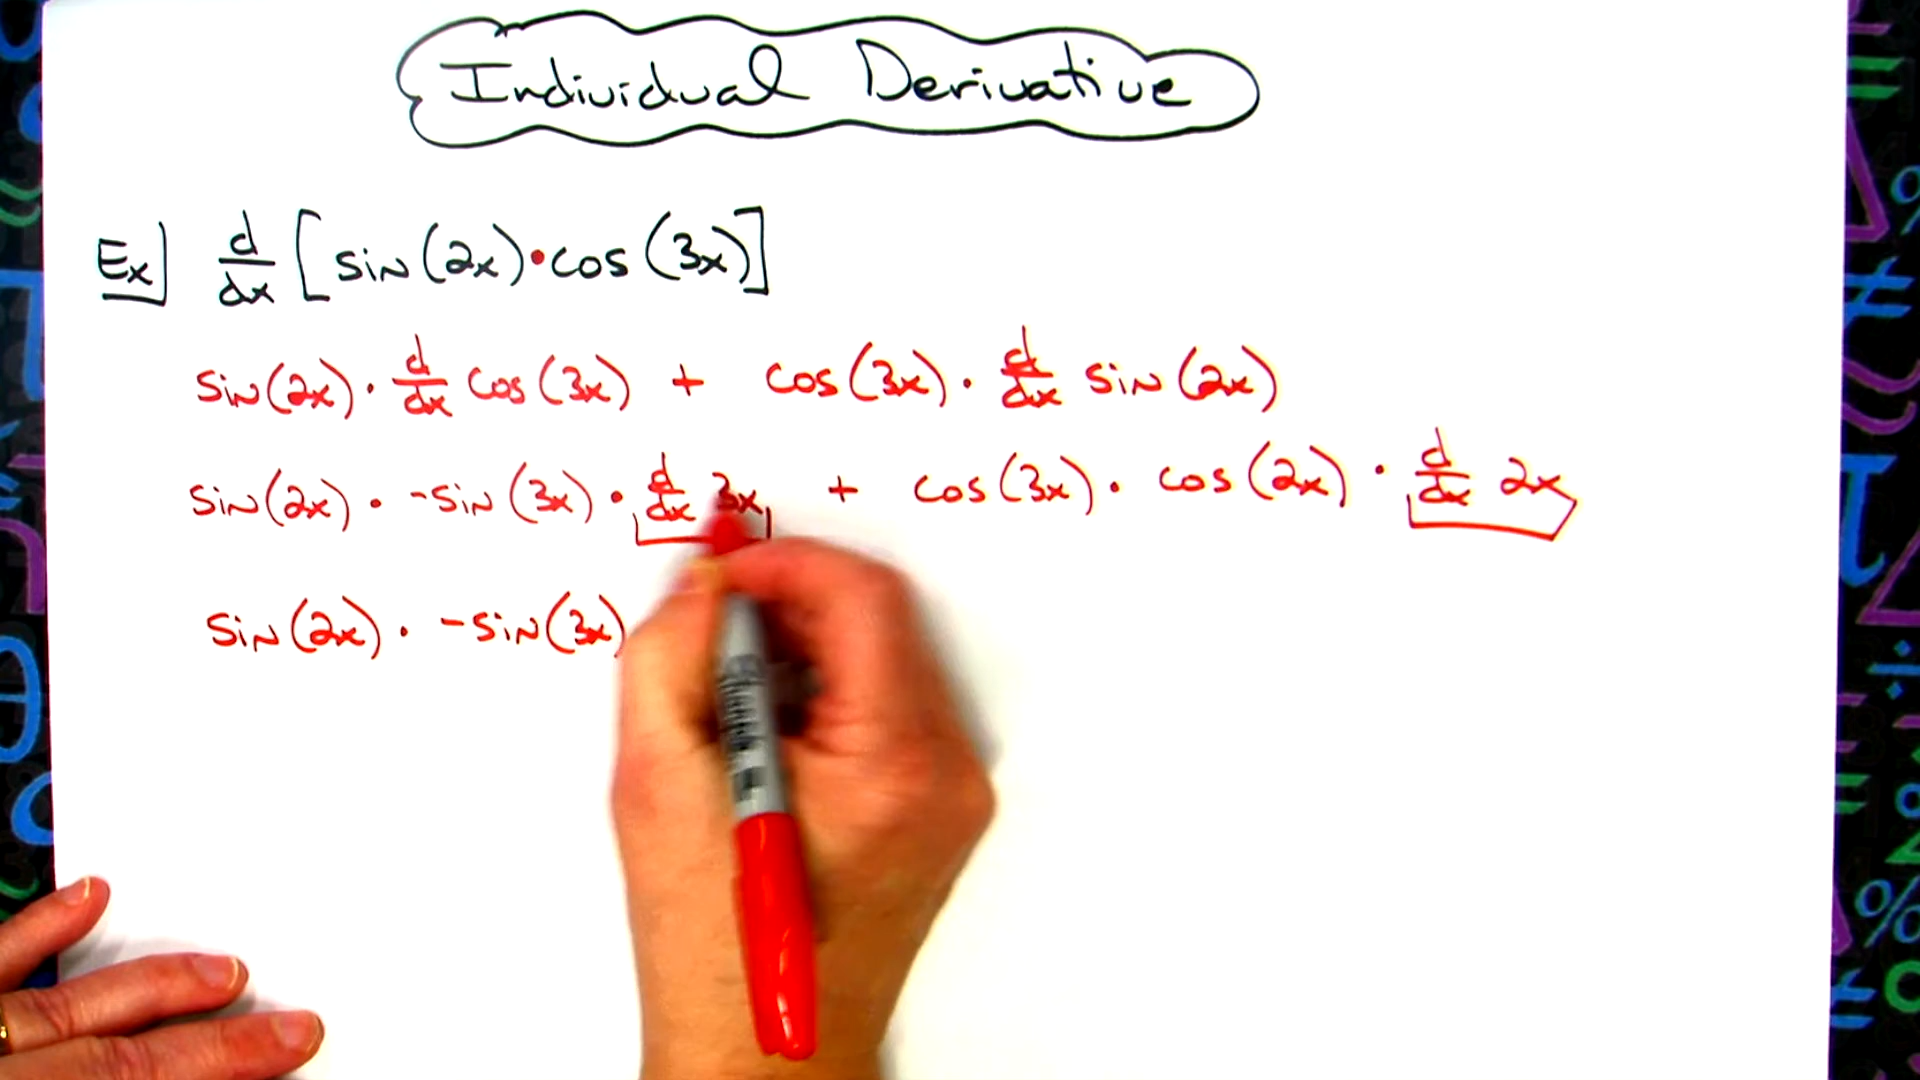 Individual Derivative
Ex] d/dx [sin(2x)•cos(3x)]
sin(2x)· d/dx cos(3x) + cos(3x)· d/dx sin(2x)
sin(2x)· -sin(3x)· d/dx 3x + cos(3x)· cos(2x)· d/dx 2x
sin(2x)· -sin(3x)